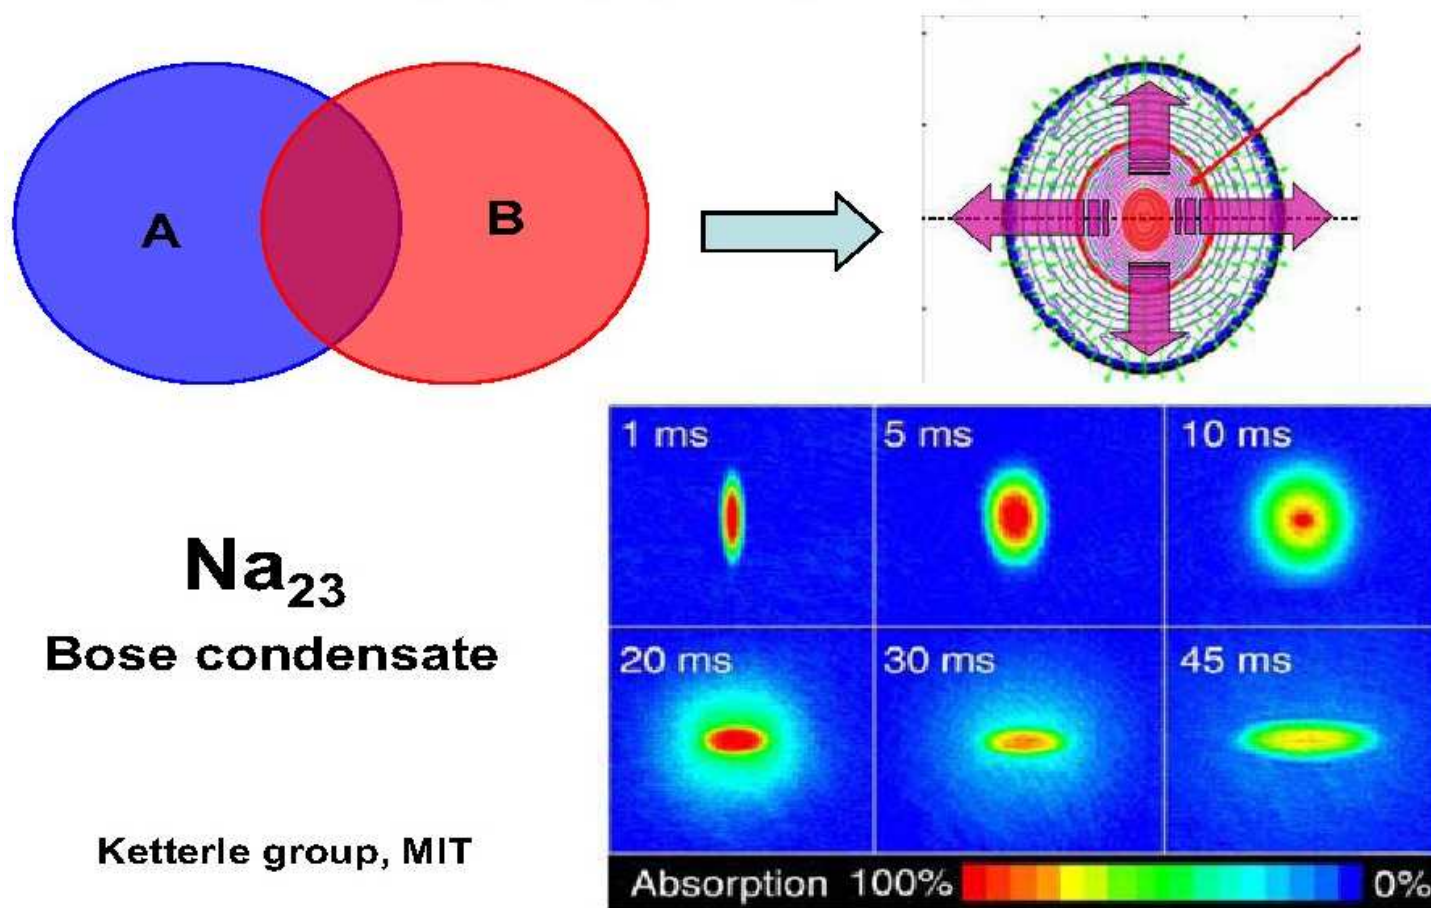 A
B
1 ms
5 ms
10 ms
Na₂₃
Bose condensate
20 ms
30 ms
45 ms
Ketterle group, MIT
Absorption 100% 0%